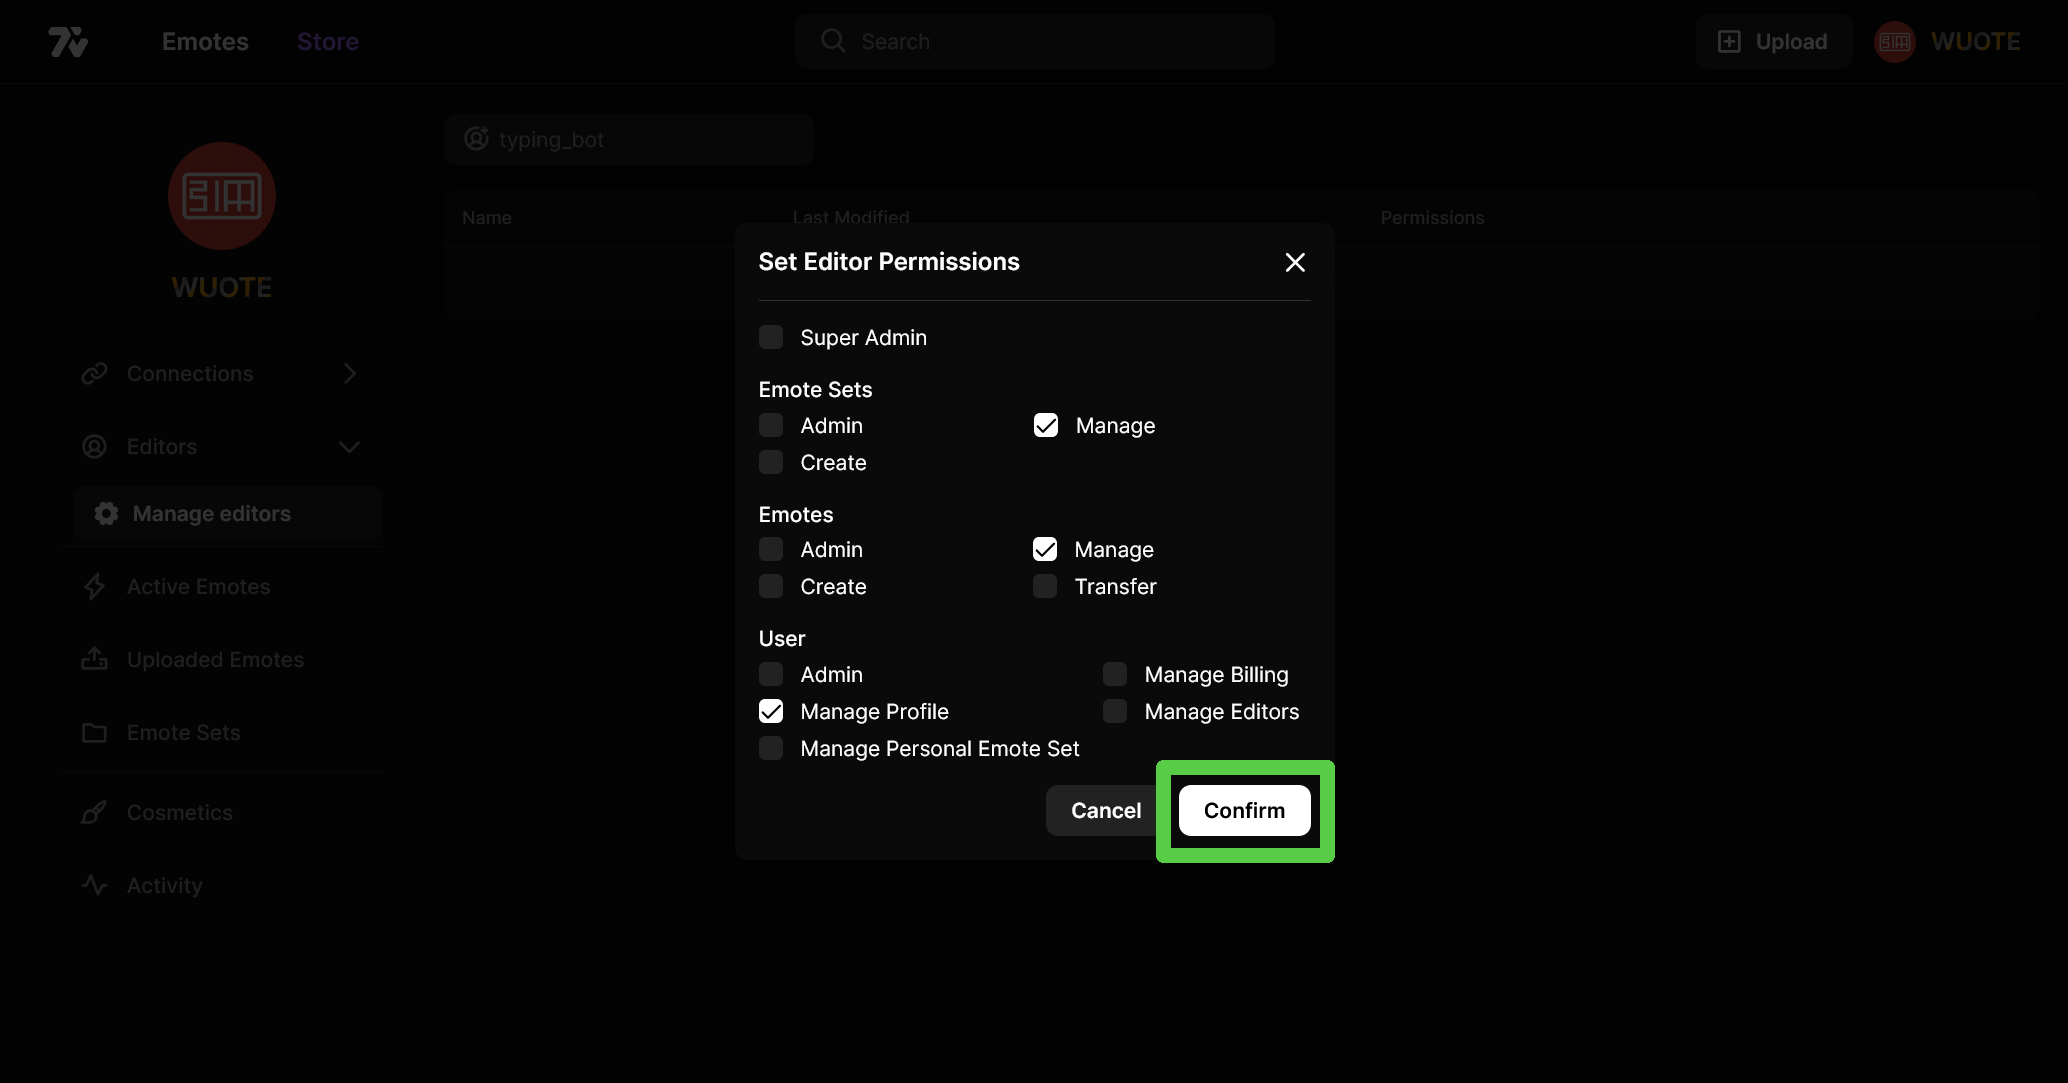 Emotes
Store
Search
Upload
WUOTE
typing_bot
WUOTE
Name
Last Modified
Permissions
Connections
Editors
Manage editors
Active Emotes
Uploaded Emotes
Emote Sets
Cosmetics
Activity
Set Editor Permissions
Super Admin
Emote Sets
Admin
Manage
Create
Emotes
Admin
Manage
Create
Transfer
User
Admin
Manage Billing
Manage Profile
Manage Editors
Manage Personal Emote Set
Cancel
Confirm